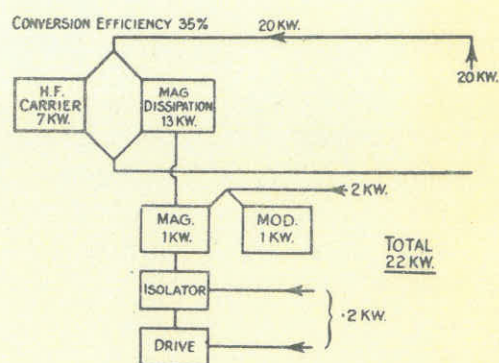 CONVERSION EFFICIENCY 35%
20 KW.
20 KW.
H.F.
CARRIER
7 KW.
MAG
DISSIPATION
13 KW.
2 KW.
MAG.
1 KW.
MOD.
1 KW.
TOTAL
22 KW.
ISOLATOR
·2 KW.
DRIVE